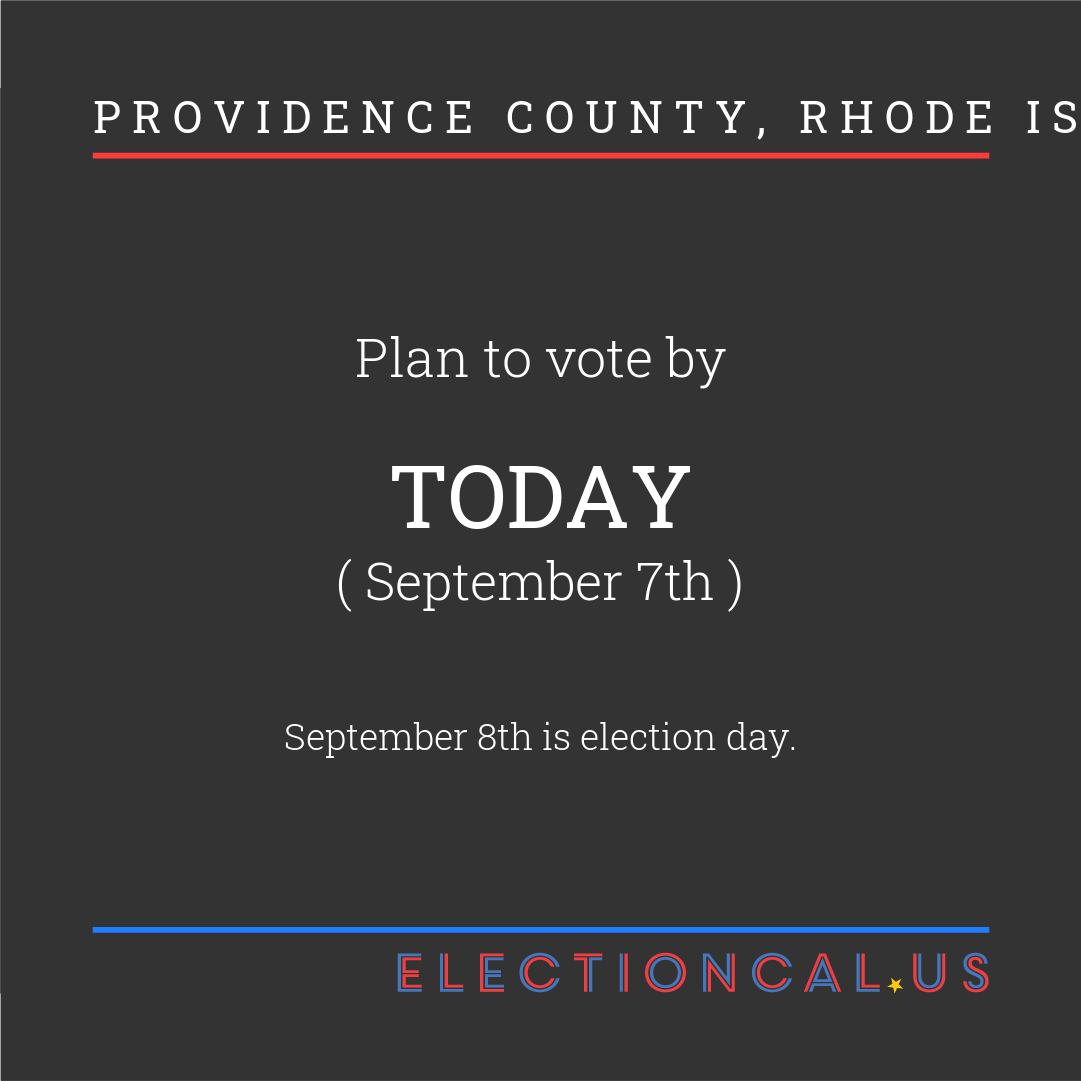 PROVIDENCE COUNTY, RHODE IS
Plan to vote by
TODAY
( September 7th )
September 8th is election day.
ELECTIONCAL.US